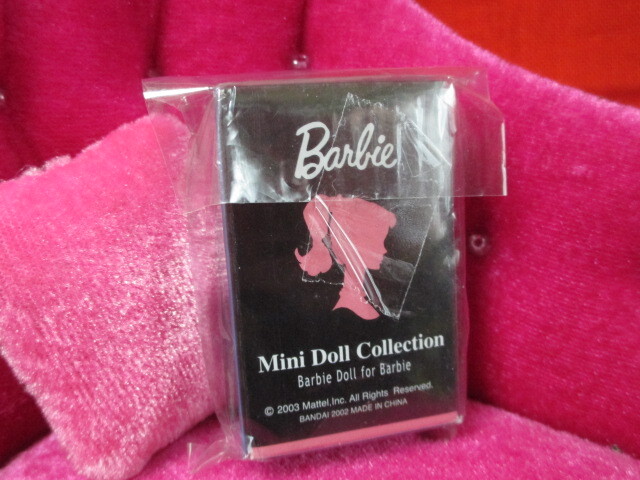 Barbie
Mini Doll Collection
Barbie Doll for Barbie
© 2003 Mattel,Inc. All Rights Reserved.
BANDAI 2002 MADE IN CHINA